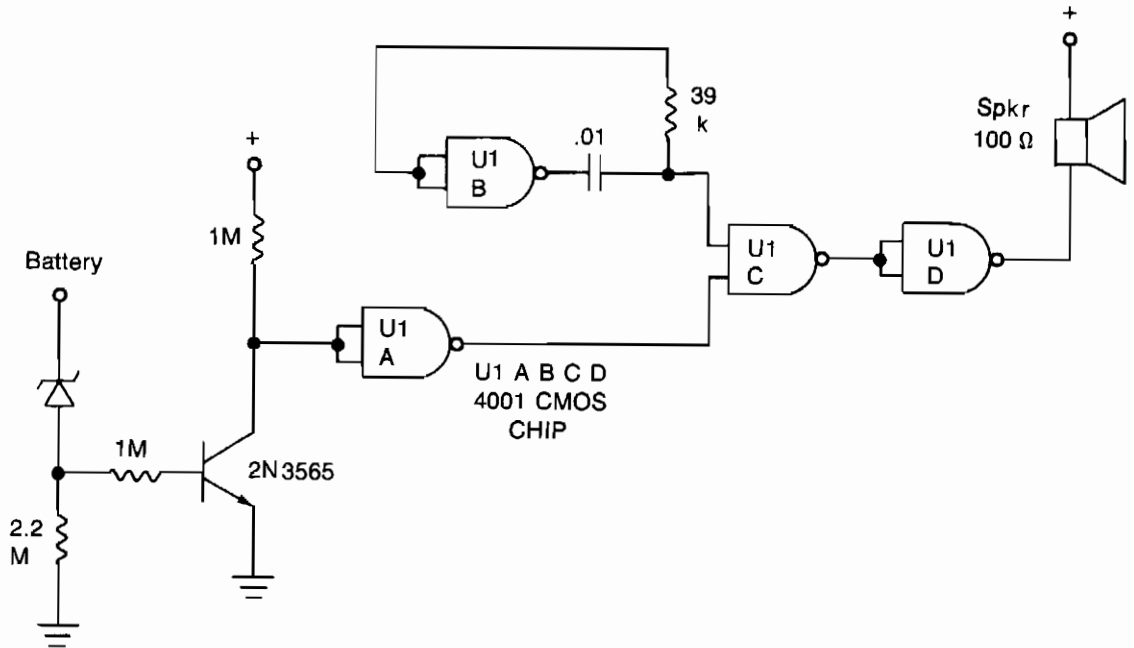 +
39
k
Spkr
100 Ω
.01
U1
B
+
1M
U1
C
U1
D
Battery
U1
A
U1 A B C D
4001 CMOS
CHIP
1M
2N3565
2.2
M